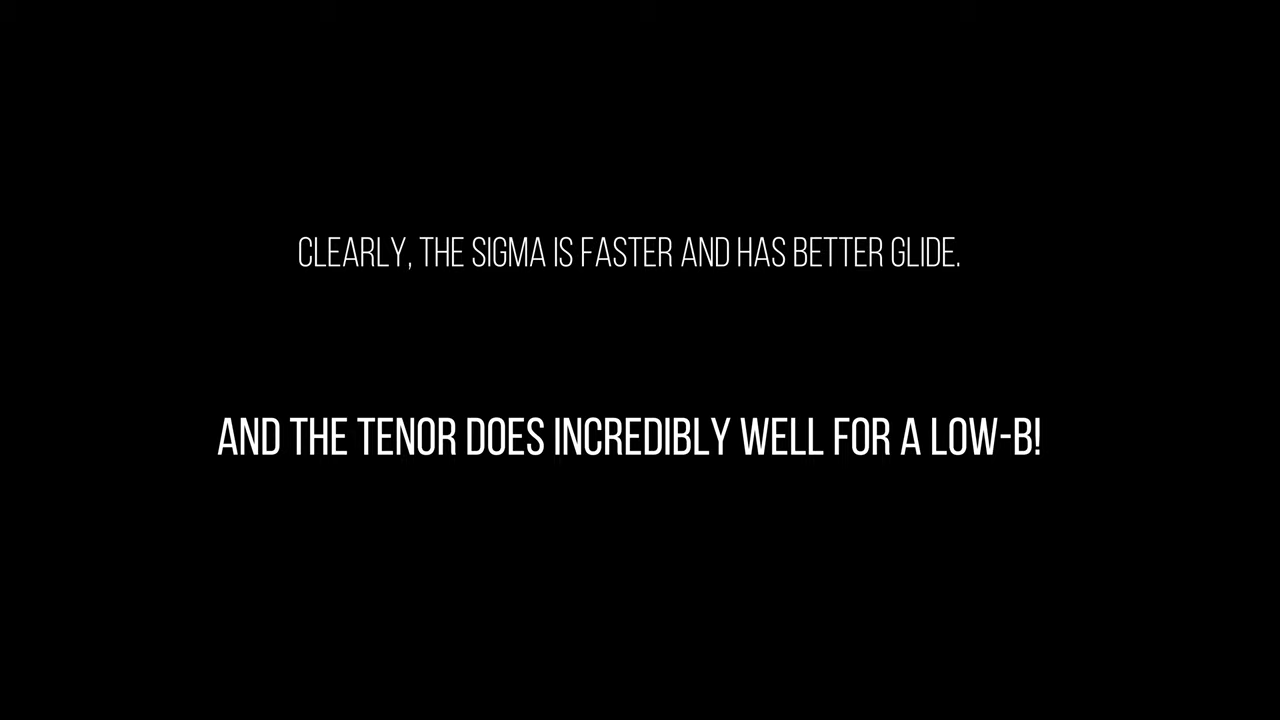 CLEARLY, THE SIGMA IS FASTER AND HAS BETTER GLIDE.
AND THE TENOR DOES INCREDIBLY WELL FOR A LOW-B!